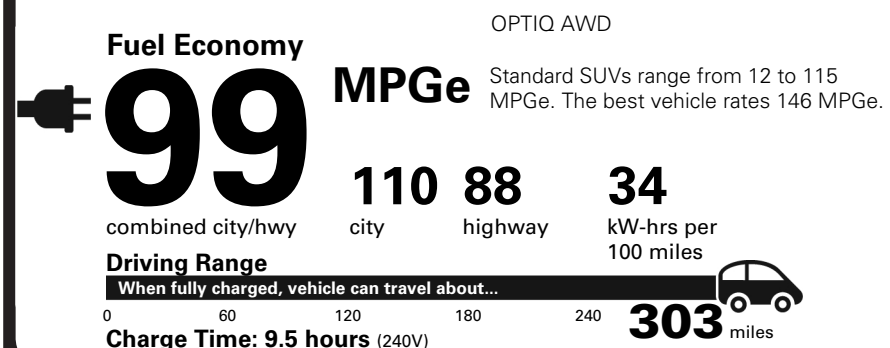 OPTIQ AWD
Fuel Economy
99
MPGe
Standard SUVs range from 12 to 115
MPGe. The best vehicle rates 146 MPGe.
combined city/hwy
110
city
88
highway
34
kW-hrs per
100 miles
Driving Range
When fully charged, vehicle can travel about...
0 60 120 180 240 303 miles
Charge Time: 9.5 hours (240V)